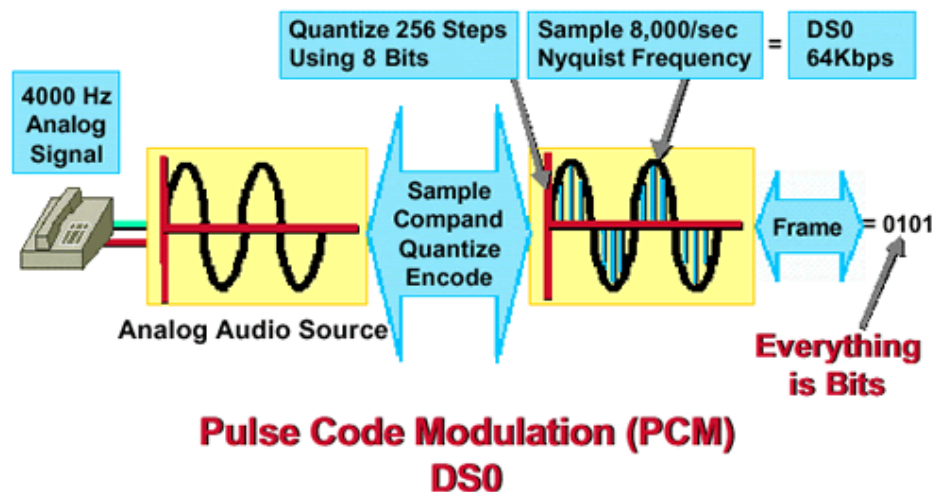 Quantize 256 Steps
Using 8 Bits
Sample 8,000/sec
Nyquist Frequency
=
DS0
64Kbps
4000 Hz
Analog
Signal
Sample
Compand
Quantize
Encode
Frame
= 0101
Analog Audio Source
Everything
is Bits
Pulse Code Modulation (PCM)
DS0